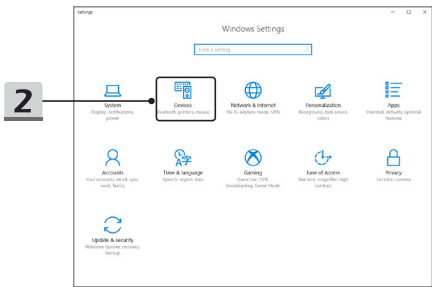 Settings
Windows Settings
Find a setting
2
System
Display, notifications,
power
Devices
Bluetooth, printers, mouse
Network & Internet
Wi-Fi, airplane mode, VPN
Personalization
Background, lock screen,
colors
Apps
Uninstall, defaults, optional
features
Accounts
Your accounts, email, sync,
work, family
Time & language
Speech, region, date
Gaming
Game bar, DVR,
broadcasting, Game Mode
Ease of Access
Narrator, magnifier, high
contrast
Privacy
Location, camera
Update & security
Windows Update, recovery,
backup